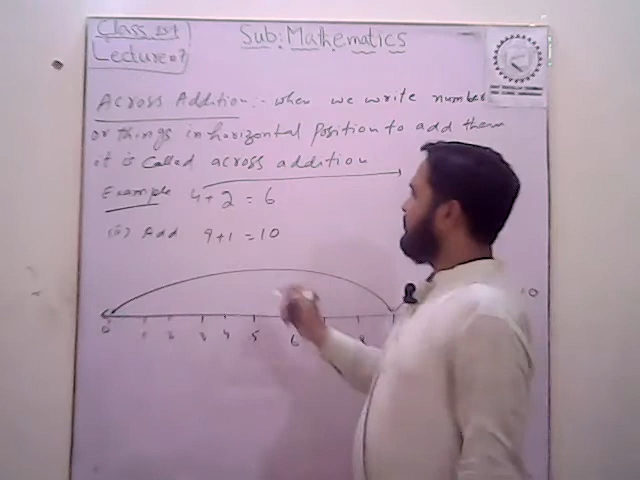 Class 1st
Lecture 07
Sub: Mathematics
Across Addition:- when we write number
or things in horizontal position to add them
it is called across addition
Example 4+2 = 6
(ii) Add 9+1 = 10
0 1 2 3 4 5 6 8